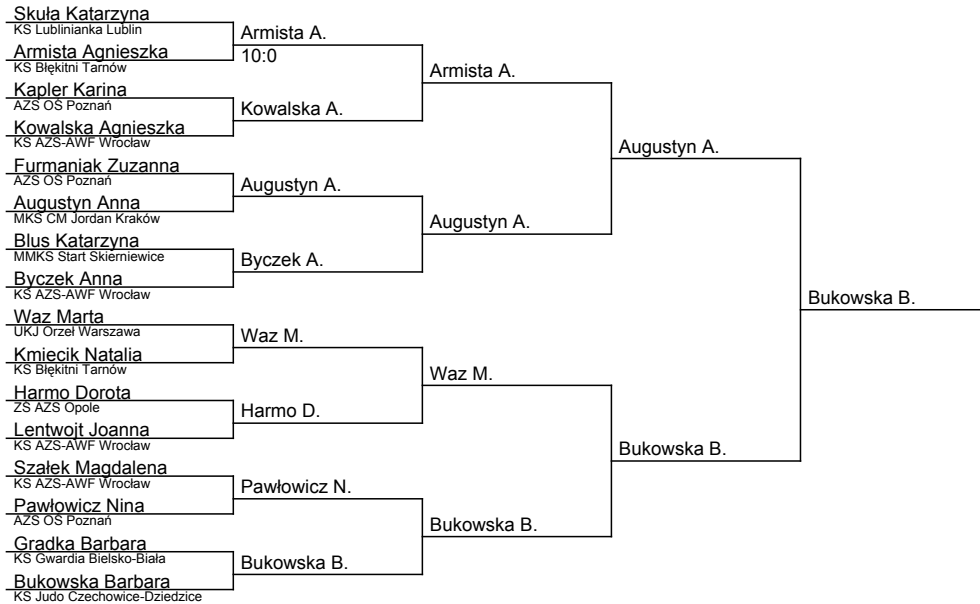 Skuła Katarzyna
KS Lublinianka Lublin
Armista Agnieszka
KS Błękitni Tarnów
Kapler Karina
AZS OŚ Poznań
Kowalska Agnieszka
KS AZS-AWF Wrocław
Furmaniak Zuzanna
AZS OŚ Poznań
Augustyn Anna
MKS CM Jordan Kraków
Blus Katarzyna
MMKS Start Skierniewice
Byczek Anna
KS AZS-AWF Wrocław
Waz Marta
UKJ Orzeł Warszawa
Kmiecik Natalia
KS Błękitni Tarnów
Harmo Dorota
ZS AZS Opole
Lentwojt Joanna
KS AZS-AWF Wrocław
Szałek Magdalena
KS AZS-AWF Wrocław
Pawłowicz Nina
AZS OŚ Poznań
Gradka Barbara
KS Gwardia Bielsko-Biała
Bukowska Barbara
KS Judo Czechowice-Dziedzice
Armista A.
10:0
Kowalska A.
Augustyn A.
Byczek A.
Waz M.
Harmo D.
Pawłowicz N.
Bukowska B.
Armista A.
Augustyn A.
Waz M.
Bukowska B.
Augustyn A.
Bukowska B.
Bukowska B.